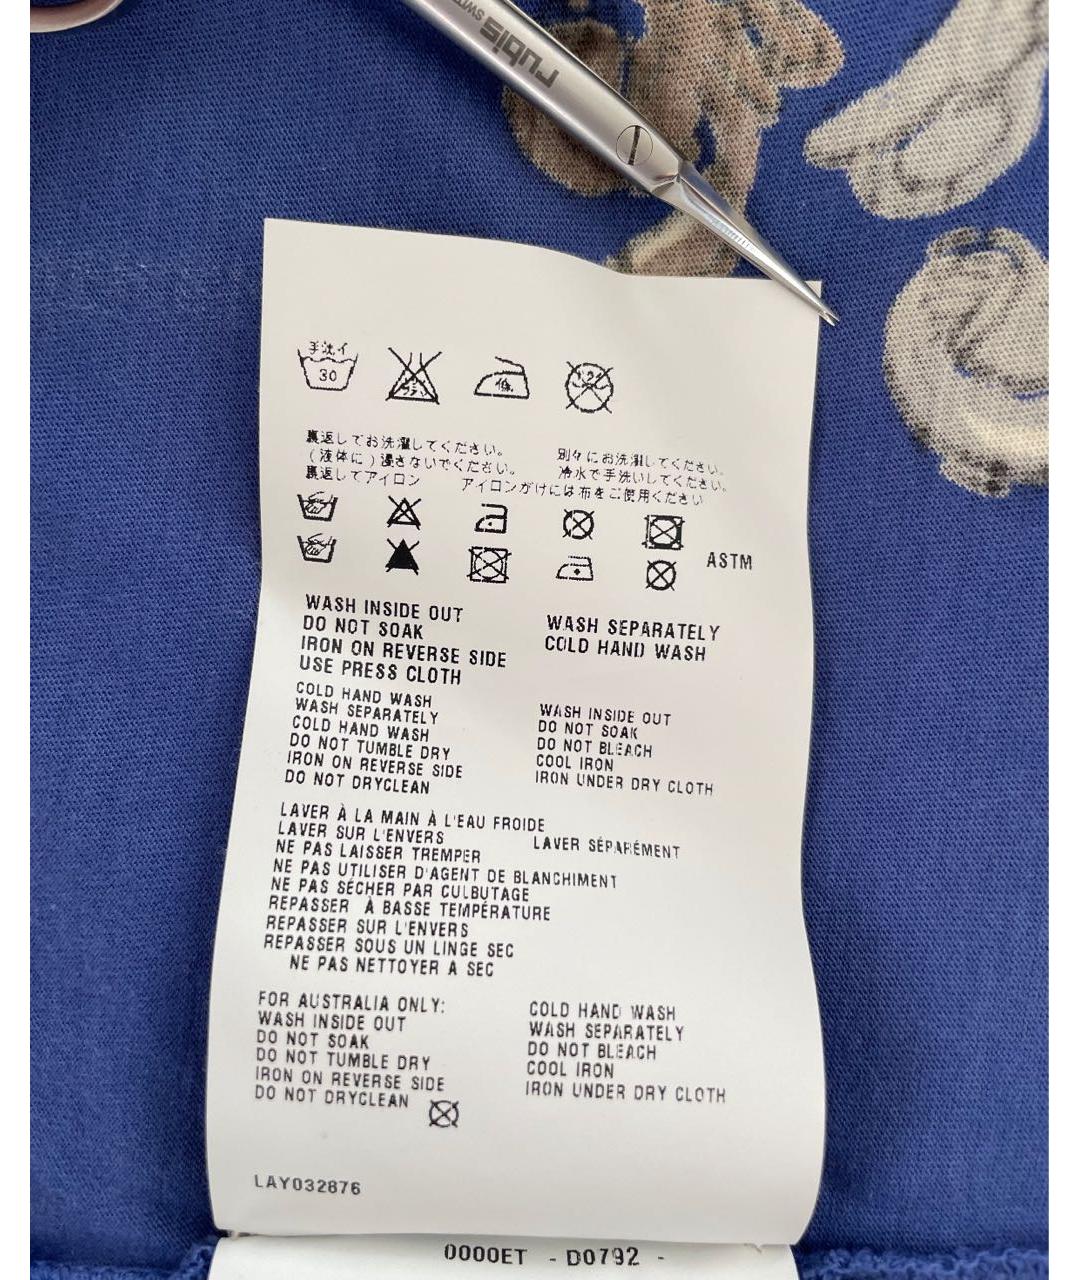 rubis
手洗イ
30
裏返してお洗濯してください。 別々にお洗濯してください。
(液体に)浸さないでください。 冷水で手洗いしてください。
裏返してアイロン アイロンがけには布をご使用ください
ASTM
WASH INSIDE OUT
DO NOT SOAK
IRON ON REVERSE SIDE
USE PRESS CLOTH
WASH SEPARATELY
COLD HAND WASH
COLD HAND WASH
WASH SEPARATELY
COLD HAND WASH
DO NOT TUMBLE DRY
IRON ON REVERSE SIDE
DO NOT DRYCLEAN
WASH INSIDE OUT
DO NOT SOAK
DO NOT BLEACH
COOL IRON
IRON UNDER DRY CLOTH
LAVER À LA MAIN À L'EAU FROIDE
LAVER SUR L'ENVERS LAVER SÉPARÉMENT
NE PAS LAISSER TREMPER
NE PAS UTILISER D'AGENT DE BLANCHIMENT
NE PAS SÉCHER PAR CULBUTAGE
REPASSER À BASSE TEMPÉRATURE
REPASSER SUR L'ENVERS
REPASSER SOUS UN LINGE SEC
NE PAS NETTOYER A SEC
FOR AUSTRALIA ONLY:
WASH INSIDE OUT
DO NOT SOAK
DO NOT TUMBLE DRY
IRON ON REVERSE SIDE
DO NOT DRYCLEAN
COLD HAND WASH
WASH SEPARATELY
DO NOT BLEACH
COOL IRON
IRON UNDER DRY CLOTH
LAY032876
0000ET - D0792 -